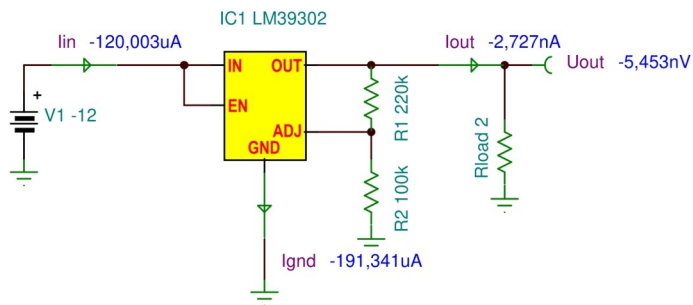 IC1 LM39302
Iin -120,003uA
Iout -2,727nA
Uout -5,453nV
IN OUT
EN
ADJ
GND
+
V1 -12
R1 220k
R2 100k
Rload 2
Ignd -191,341uA